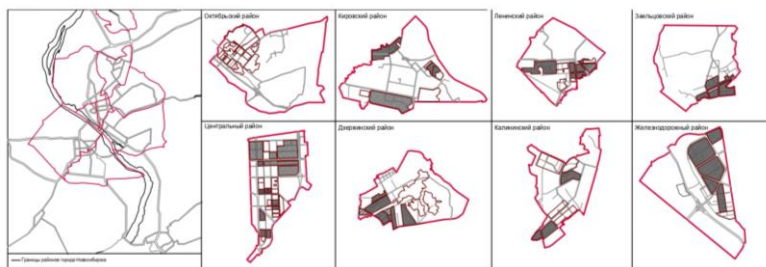 Октябрьский район
Кировский район
Ленинский район
Заельцовский район
Центральный район
Дзержинский район
Калининский район
Железнодорожный район
Границы районов города Новосибирска